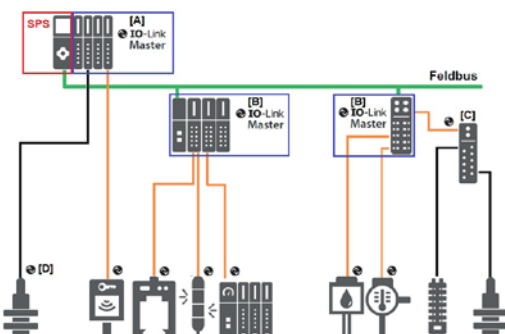 SPS
[A]
IO-Link
Master
Feldbus
[B]
IO-Link
Master
[B]
IO-Link
Master
[C]
[D]